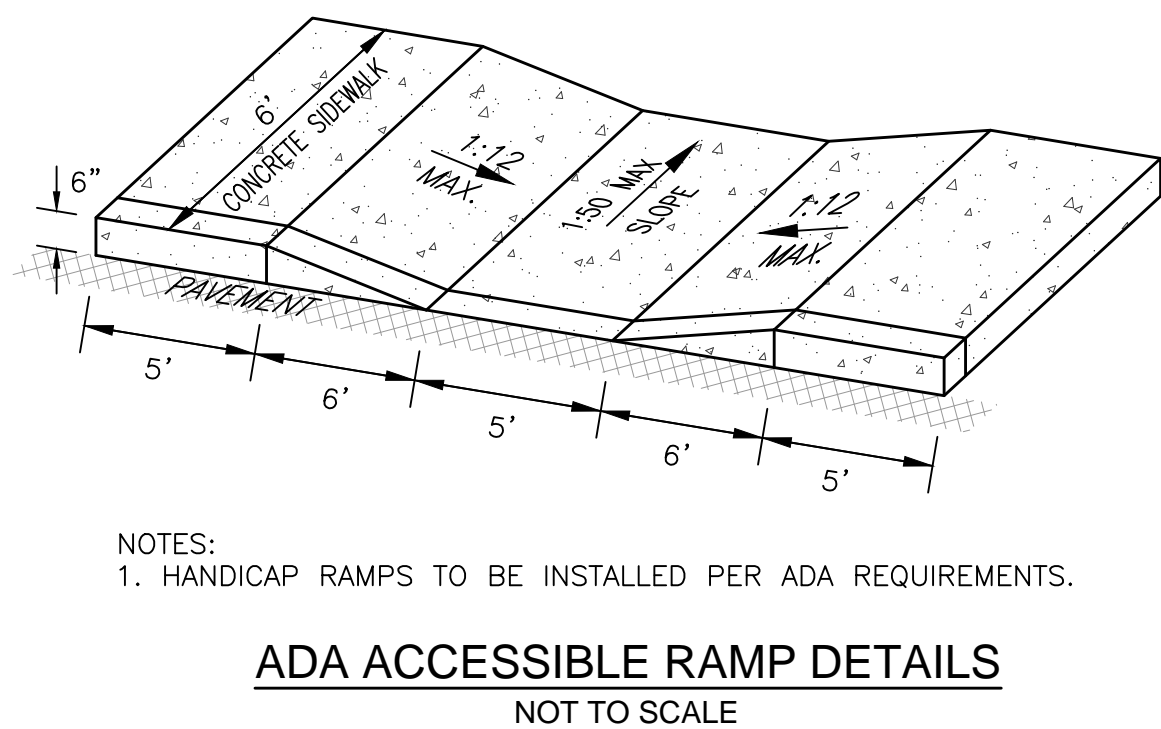 6'
CONCRETE SIDEWALK
6"
1:12
MAX.
1:50 MAX
SLOPE
1:12
MAX.
PAVEMENT
5'
6'
5'
6'
5'
NOTES:
1. HANDICAP RAMPS TO BE INSTALLED PER ADA REQUIREMENTS.
ADA ACCESSIBLE RAMP DETAILS
NOT TO SCALE